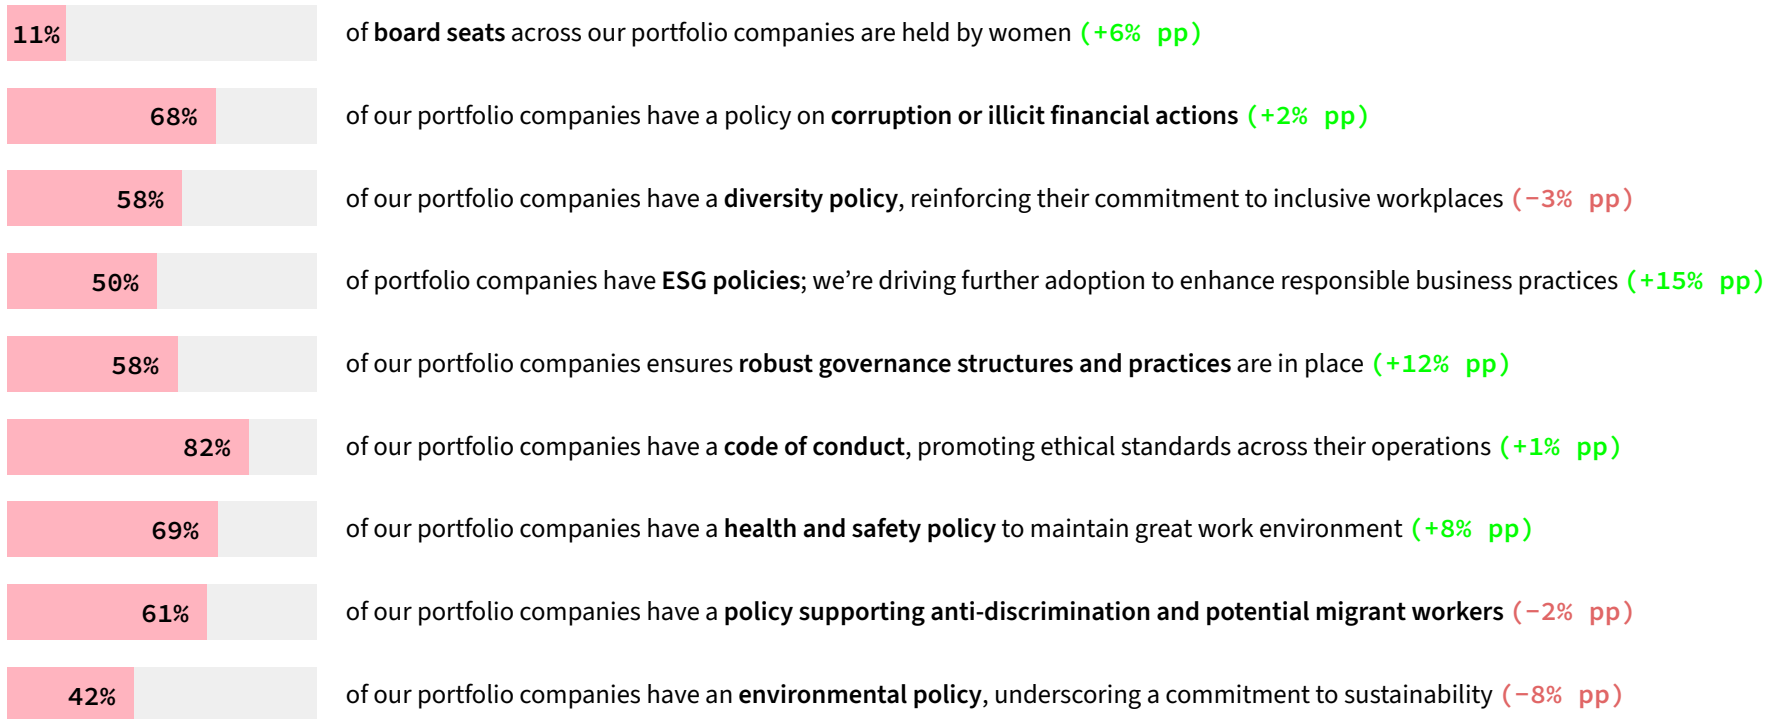 11% of board seats across our portfolio companies are held by women (+6% pp)
68% of our portfolio companies have a policy on corruption or illicit financial actions (+2% pp)
58% of our portfolio companies have a diversity policy, reinforcing their commitment to inclusive workplaces (−3% pp)
50% of portfolio companies have ESG policies; we’re driving further adoption to enhance responsible business practices (+15% pp)
58% of our portfolio companies ensures robust governance structures and practices are in place (+12% pp)
82% of our portfolio companies have a code of conduct, promoting ethical standards across their operations (+1% pp)
69% of our portfolio companies have a health and safety policy to maintain great work environment (+8% pp)
61% of our portfolio companies have a policy supporting anti-discrimination and potential migrant workers (−2% pp)
42% of our portfolio companies have an environmental policy, underscoring a commitment to sustainability (−8% pp)